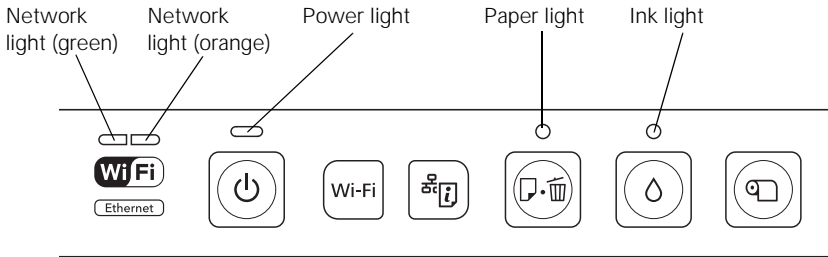 Network
light (green)
Network
light (orange)
Power light
Paper light
Ink light
Wi Fi
Ethernet
Wi-Fi
i